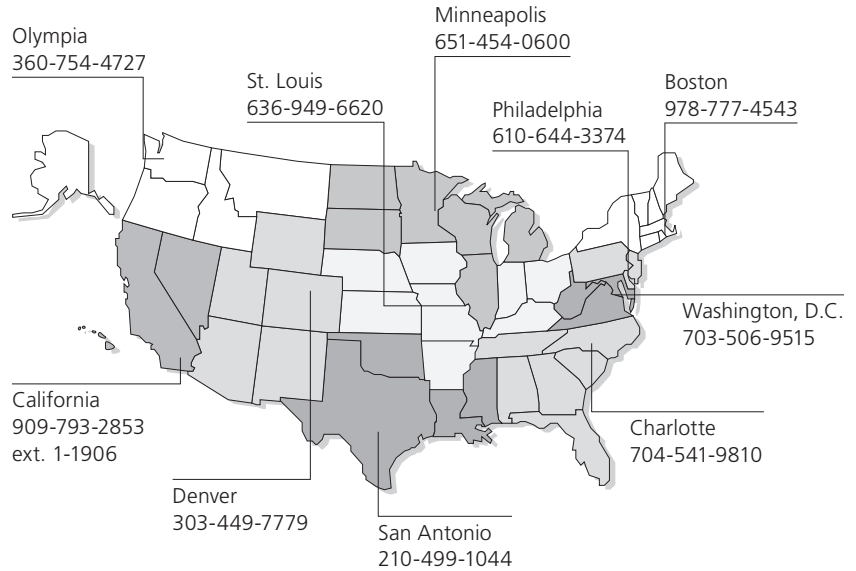 Minneapolis
651-454-0600
Olympia
360-754-4727
St. Louis
636-949-6620
Boston
978-777-4543
Philadelphia
610-644-3374
Washington, D.C.
703-506-9515
California
909-793-2853
ext. 1-1906
Charlotte
704-541-9810
Denver
303-449-7779
San Antonio
210-499-1044